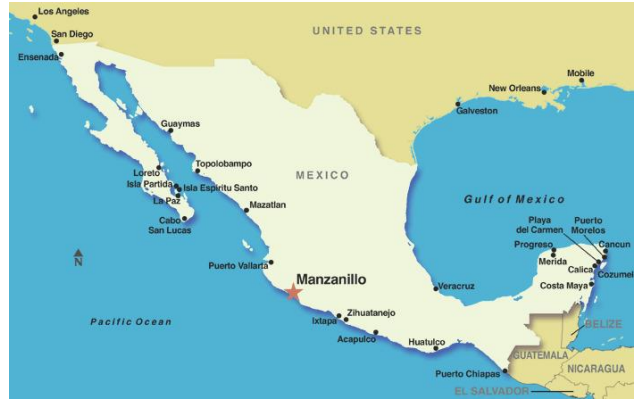 Los Angeles
San Diego
Ensenada
UNITED STATES
Mobile
New Orleans
Galveston
Guaymas
Topolobampo
Loreto
Isla Partida
Isla Espiritu Santo
La Paz
Cabo
San Lucas
MEXICO
Mazatlan
Gulf of Mexico
Playa
del Carmen
Puerto
Morelos
Progreso
Cancun
Merida
Calica
Cozumel
Costa Maya
N
Puerto Vallarta
Manzanillo
Veracruz
Pacific Ocean
Ixtapa
Zihuatanejo
Acapulco
Huatulco
BELIZE
GUATEMALA
Puerto Chiapas
NICARAGUA
EL SALVADOR